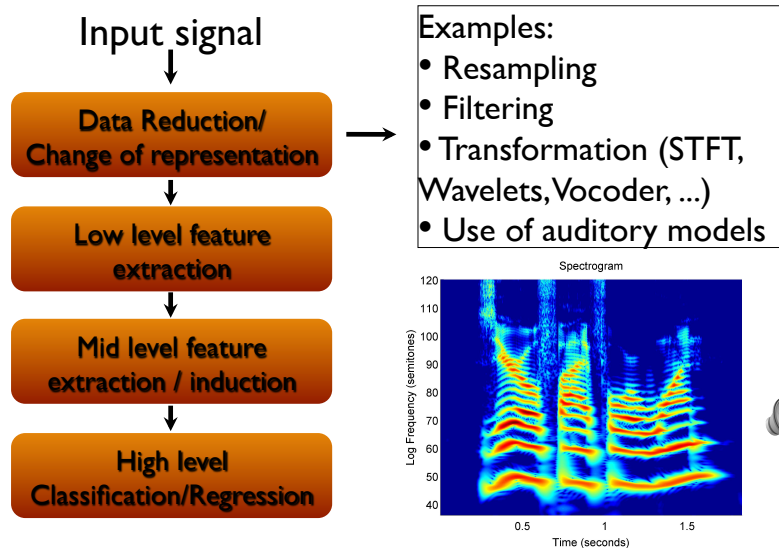 Input signal
Data Reduction/
Change of representation
Low level feature
extraction
Mid level feature
extraction / induction
High level
Classification/Regression
Examples:
• Resampling
• Filtering
• Transformation (STFT,
Wavelets, Vocoder, ...)
• Use of auditory models
Spectrogram
Log Frequency (semitones)
120
110
100
90
80
70
60
50
40
0.5
1
1.5
Time (seconds)